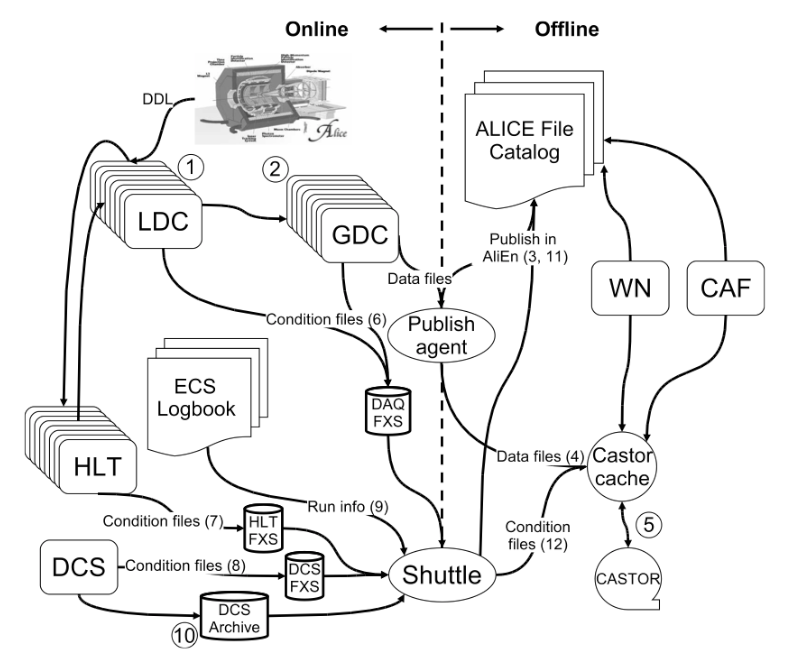 Online
Offline
DDL
Alice
1
2
ALICE File
Catalog
LDC
GDC
Publish in
AliEn (3, 11)
Data files
WN
CAF
Condition files (6)
Publish
agent
ECS
Logbook
DAQ
FXS
HLT
Data files (4)
Castor
cache
Run info (9)
Condition files (7)
HLT
FXS
Condition
files (12)
5
DCS
Condition files (8)
DCS
FXS
Shuttle
CASTOR
10
DCS
Archive